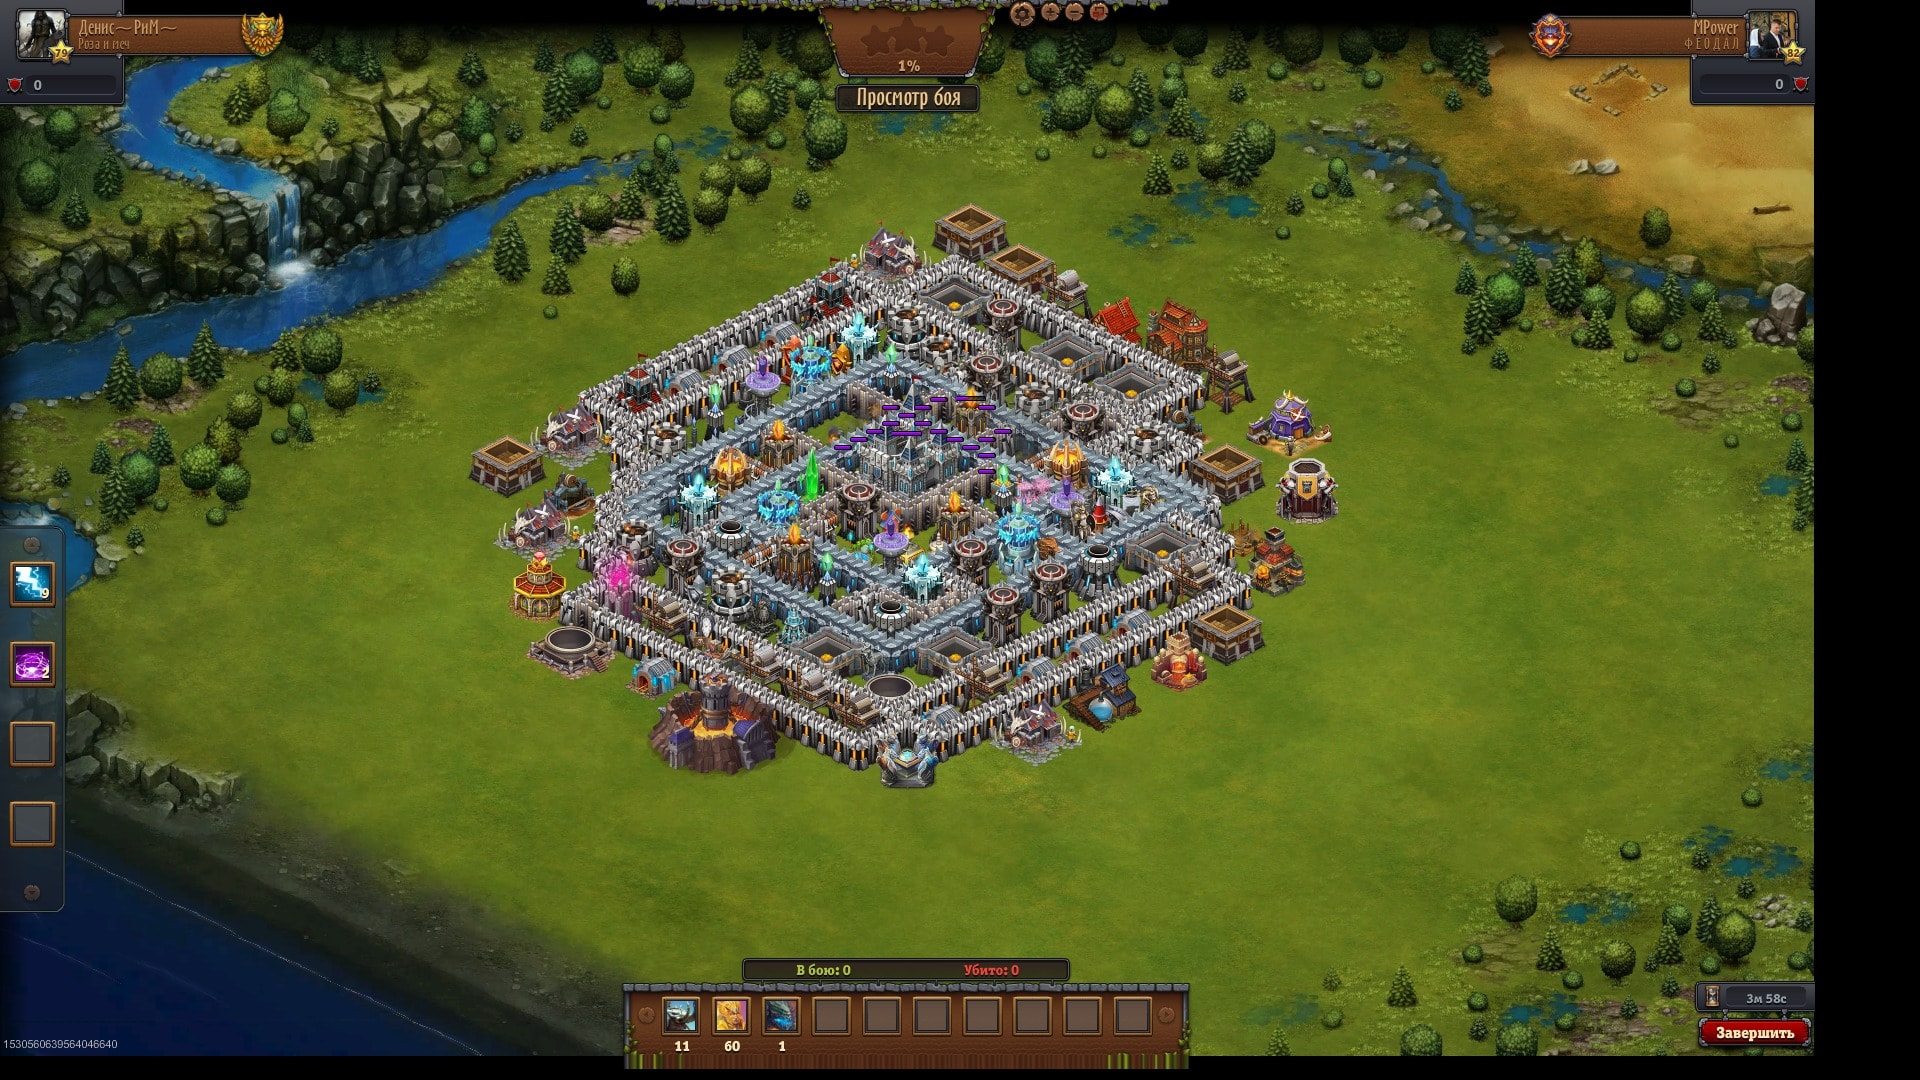 Денис~РиМ~
Роза и меч
79
0
1%
Просмотр боя
MPower
ФЕОДАЛ
82
0
9
2
В бою: 0
Убито: 0
11
60
1
3м 58с
Завершить
1530560639564046640